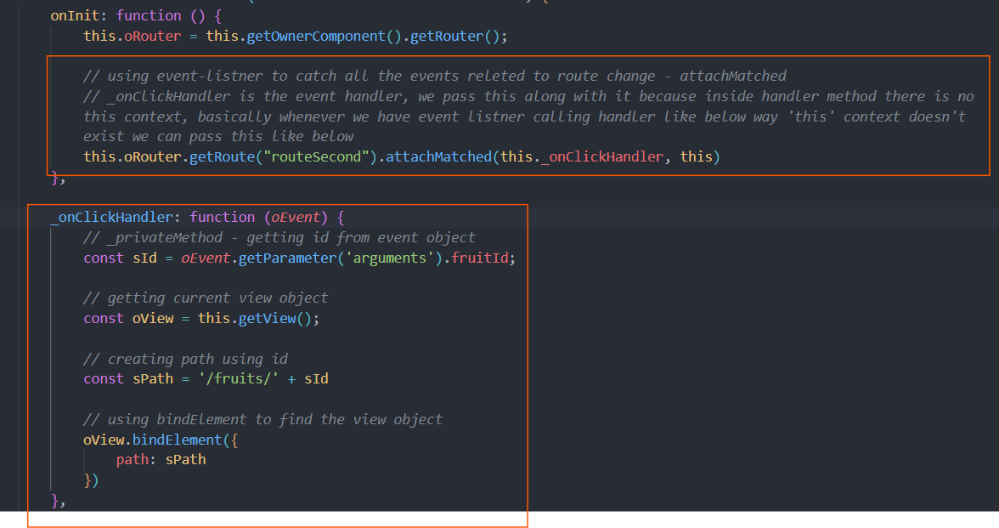 onInit: function () {
this.oRouter = this.getOwnerComponent().getRouter();
// using event-listner to catch all the events releted to route change - attachMatched
// _onClickHandler is the event handler, we pass this along with it because inside handler method there is no
this context, basically whenever we have event listner calling handler like below way 'this' context doesn't
exist we can pass this like below
this.oRouter.getRoute("routeSecond").attachMatched(this._onClickHandler, this)
},
_onClickHandler: function (oEvent) {
// _privateMethod - getting id from event object
const sId = oEvent.getParameter('arguments').fruitId;
// getting current view object
const oView = this.getView();
// creating path using id
const sPath = '/fruits/' + sId
// using bindElement to find the view object
oView.bindElement({
path: sPath
})
},